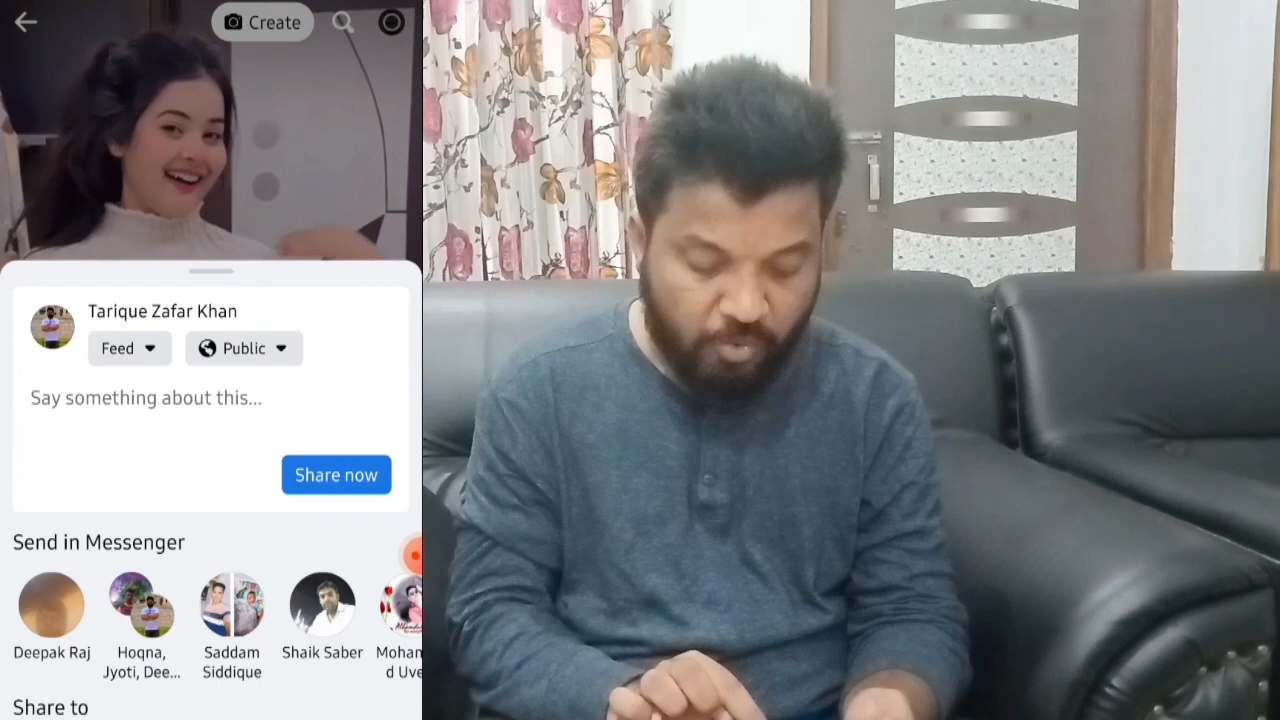 Create
Tarique Zafar Khan
Feed
Public
Say something about this...
Share now
Send in Messenger
Deepak Raj
Hoqna,
Jyoti, Dee...
Saddam
Siddique
Shaik Saber
Moham
d Uve
Share to